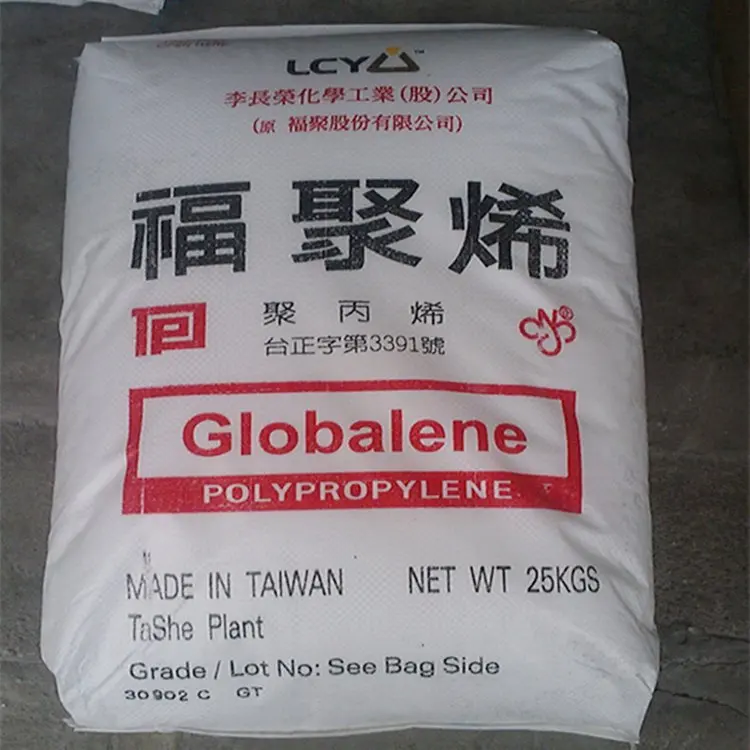 LCY ™
李長榮化學工業(股)公司
(原 福聚股份有限公司)
福聚烯
聚丙烯
台正字第3391號
Globalene
POLYPROPYLENE
MADE IN TAIWAN NET WT 25KGS
TaShe Plant
Grade / Lot No: See Bag Side
30902 C GT